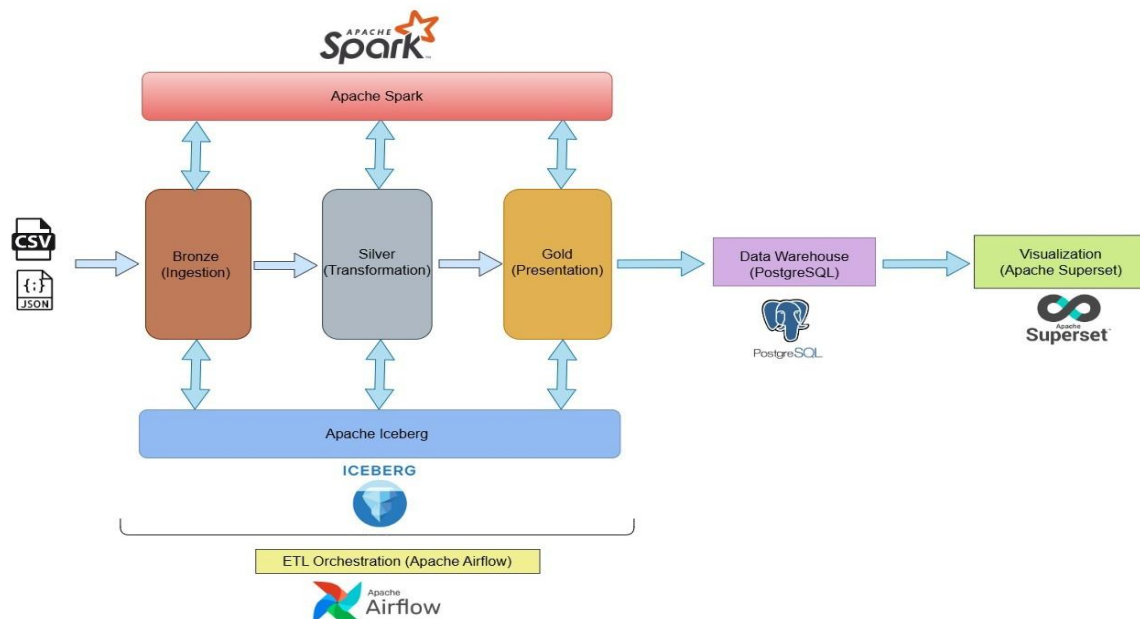 APACHE
Spark
Apache Spark
CSV
{;}
JSON
Bronze
(Ingestion)
Silver
(Transformation)
Gold
(Presentation)
Data Warehouse
(PostgreSQL)
PostgreSQL
Visualization
(Apache Superset)
Apache
Superset
Apache Iceberg
ICEBERG
ETL Orchestration (Apache Airflow)
Apache
Airflow